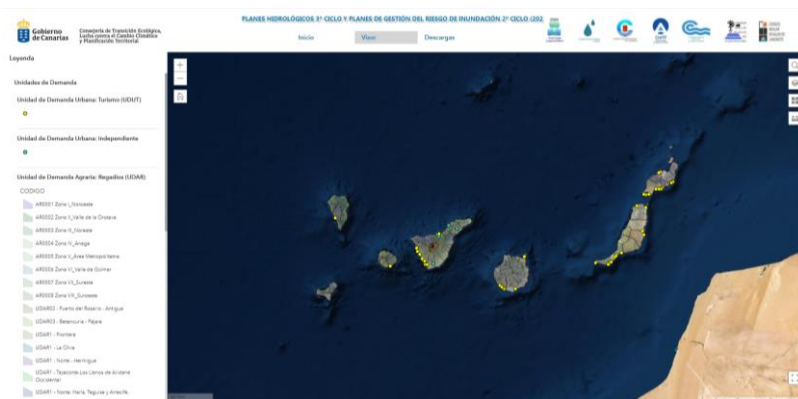 Gobierno
de Canarias
Consejería de Transición Ecológica,
Lucha contra el Cambio Climático
y Planificación Territorial
PLANES HIDROLÓGICOS 3º CICLO Y PLANES DE GESTIÓN DEL RIESGO DE INUNDACIÓN 2º CICLO (202
Inicio
Visor
Descargas
Leyenda
Unidades de Demanda
Unidad de Demanda Urbana: Turismo (UDUT)
Unidad de Demanda Urbana: Independiente
Unidad de Demanda Agraria: Regadíos (UDAR)
CODIGO
AR0001 Zona I_Noroeste
AR0002 Zona II_Valle de la Orotava
AR0003 Zona III_Noreste
AR0004 Zona IV_Anaga
AR0005 Zona V_Área Metropolitana
AR0006 Zona VI_Valle de Güímar
AR0007 Zona VII_Sureste
AR0008 Zona VIII_Suroeste
UDAR02 - Puerto del Rosario - Antigua
UDAR03 - Betancuria - Pájara
UDAR1 - Frontera
UDAR1 - La Oliva
UDAR1 - Norte - Hermigua
UDAR1 - Tazacorte Los Llanos de Aridane
Occidental
UDAR1 - Norte: Haría, Teguise y Arrecife.